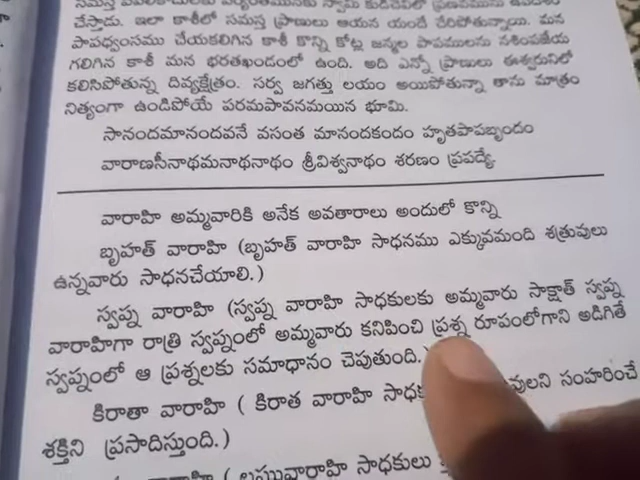 చేస్తాడు. ఇలా కాశీలో సమస్త ప్రాణులు ఆయన యందే చేరిపోతున్నాయి. మన
పాపధ్వంసము చేయకలిగిన కాశీ కొన్ని కోట్ల జన్మల పాపములను నశింపజేయ
గలిగిన కాశీ మన భరతఖండంలో ఉంది. అది ఎన్నో ప్రాణులు ఈశ్వరునిలో
కలిసిపోతున్న దివ్యక్షేత్రం. సర్వ జగత్తు లయం అయిపోతున్నా తాను మాత్రం
నిత్యంగా ఉండిపోయే పరమపావనమయిన భూమి.
సానందమానందవనే వసంత మానందకందం హృతపాపబృందం
వారాణసీనాథమనాథనాథం శ్రీవిశ్వనాథం శరణం ప్రపద్యే.
వారాహి అమ్మవారికి అనేక అవతారాలు అందులో కొన్ని
బృహత్ వారాహి (బృహత్ వారాహి సాధనము ఎక్కువమంది శత్రువులు
ఉన్నవారు సాధనచేయాలి.)
స్వప్న వారాహి (స్వప్న వారాహి సాధకులకు అమ్మవారు సాక్షాత్ స్వప్న
వారాహిగా రాత్రి స్వప్నంలో అమ్మవారు కనిపించి ప్రశ్న రూపంలోగాని అడిగితే
స్వప్నంలో ఆ ప్రశ్నలకు సమాధానం చెపుతుంది.
కిరాతా వారాహి ( కిరాత వారాహి సంహరించే
శక్తిని ప్రసాదిస్తుంది.)
వారాహి ( లఘువారాహి సాధకులు